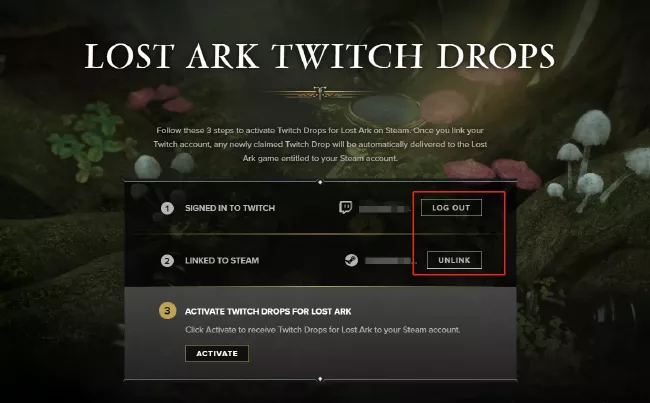 LOST ARK TWITCH DROPS
Follow these 3 steps to activate Twitch Drops for Lost Ark on Steam. Once you link your
Twitch account, any newly claimed Twitch Drop will be automatically delivered to the Lost
Ark game entitled to your Steam account.
1 SIGNED IN TO TWITCH LOG OUT
2 LINKED TO STEAM UNLINK
3 ACTIVATE TWITCH DROPS FOR LOST ARK
Click Activate to receive Twitch Drops for Lost Ark to your Steam account.
ACTIVATE